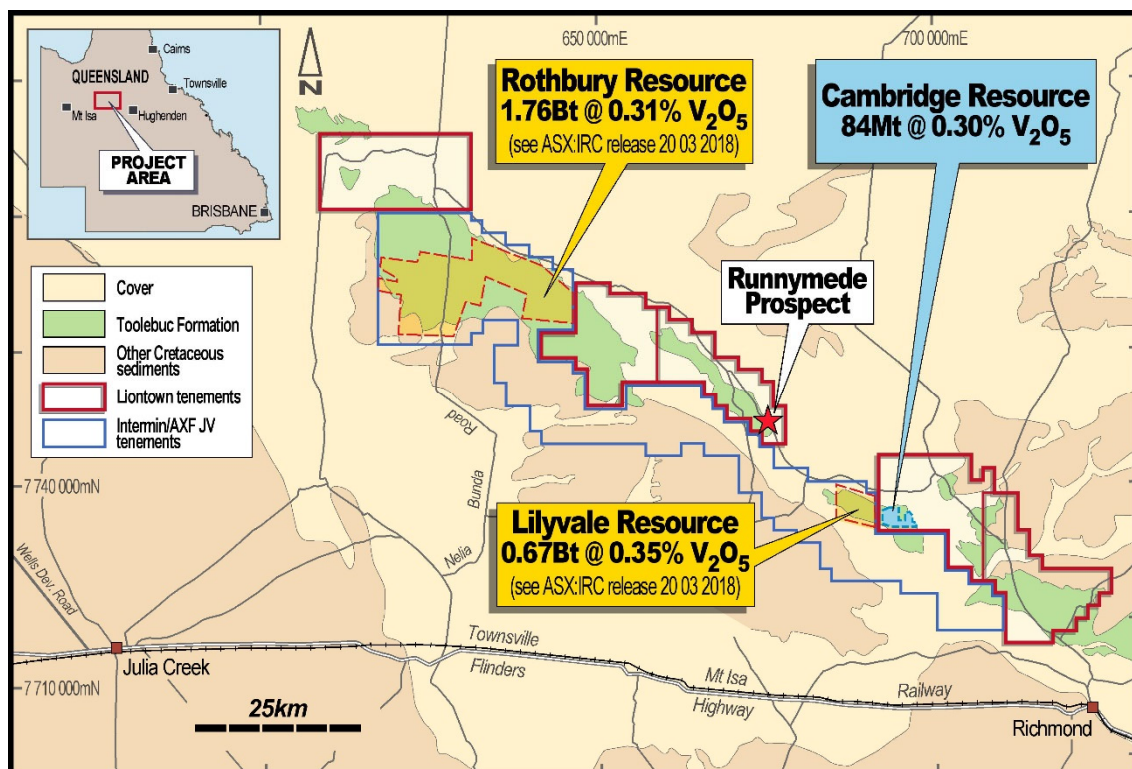 650 000mE
700 000mE
Cairns
QUEENSLAND
Townsville
Mt Isa
Hughenden
PROJECT
AREA
BRISBANE
N
Rothbury Resource
1.76Bt @ 0.31% V₂O₅
(see ASX:IRC release 20 03 2018)
Cambridge Resource
84Mt @ 0.30% V₂O₅
Runnymede
Prospect
Cover
Toolebuc Formation
Other Cretaceous
sediments
Liontown tenements
Intermin/AXF JV
tenements
Road
Bunda
Nelia
7 740 000mN
Lilyvale Resource
0.67Bt @ 0.35% V₂O₅
(see ASX:IRC release 20 03 2018)
Wells Dev. Road
Julia Creek
Townsville
Flinders
Mt Isa
Highway
Railway
7 710 000mN
25km
Richmond